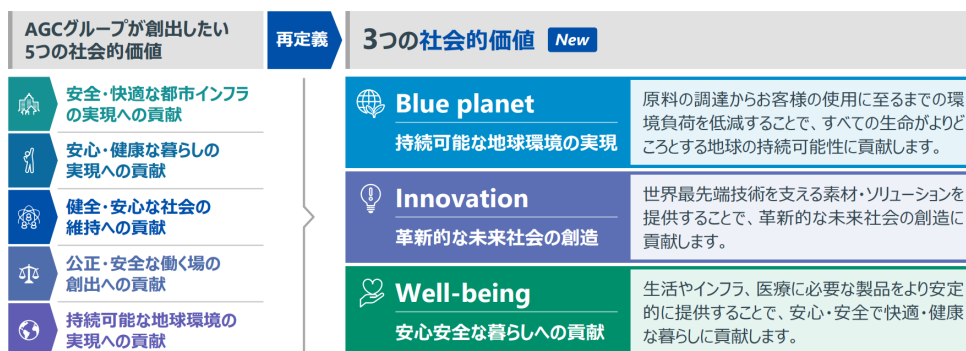 AGCグループが創出したい
5つの社会的価値
再定義
3つの社会的価値 New
安全・快適な都市インフラ
の実現への貢献
安心・健康な暮らしの
実現への貢献
健全・安心な社会の
維持への貢献
公正・安全な働く場の
創出への貢献
持続可能な地球環境の
実現への貢献
Blue planet
持続可能な地球環境の実現
原料の調達からお客様の使用に至るまでの環
境負荷を低減することで、すべての生命がよりど
ころとする地球の持続可能性に貢献します。
Innovation
革新的な未来社会の創造
世界最先端技術を支える素材・ソリューションを
提供することで、革新的な未来社会の創造に
貢献します。
Well-being
安心安全な暮らしへの貢献
生活やインフラ、医療に必要な製品をより安定
的に提供することで、安心・安全で快適・健康
な暮らしに貢献します。